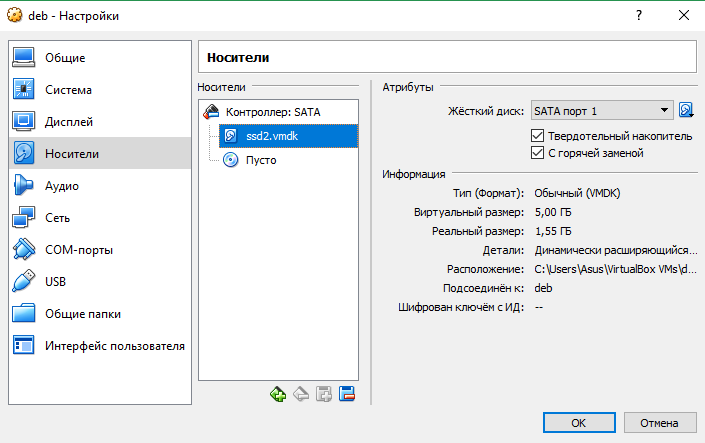 deb - Настройки
?
Общие
Система
Дисплей
Носители
Аудио
Сеть
COM-порты
USB
Общие папки
Интерфейс пользователя
Носители
Носители
Контроллер: SATA
ssd2.vmdk
Пусто
Атрибуты
Жёсткий диск: SATA порт 1
Твердотельный накопитель
С горячей заменой
Информация
Тип (Формат): Обычный (VMDK)
Виртуальный размер: 5,00 ГБ
Реальный размер: 1,55 ГБ
Детали: Динамически расширяющийся...
Расположение: C:\Users\Asus\VirtualBox VMs\d...
Подсоединён к: deb
Шифрован ключём с ИД: --
OK
Отмена